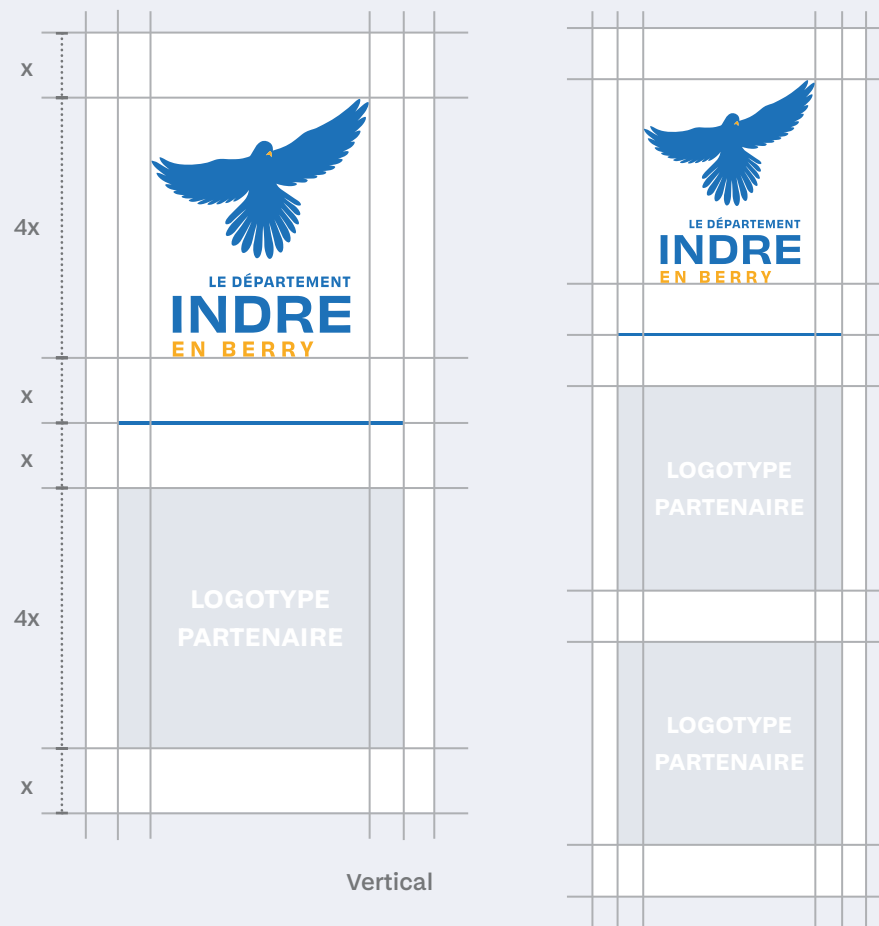 x
4x
LE DÉPARTEMENT
INDRE
EN BERRY
x
x
4x
LOGOTYPE
PARTENAIRE
x
Vertical
LE DÉPARTEMENT
INDRE
EN BERRY
LOGOTYPE
PARTENAIRE
LOGOTYPE
PARTENAIRE